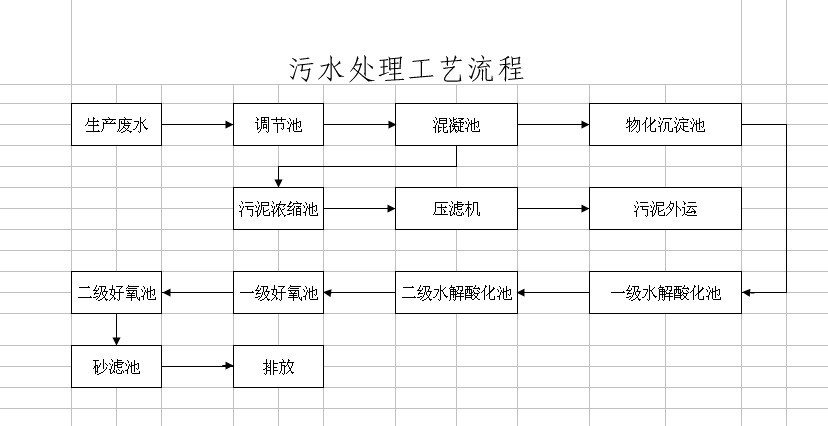 污水处理工艺流程
生产废水
调节池
混凝池
物化沉淀池
污泥浓缩池
压滤机
污泥外运
二级好氧池
一级好氧池
二级水解酸化池
一级水解酸化池
砂滤池
排放